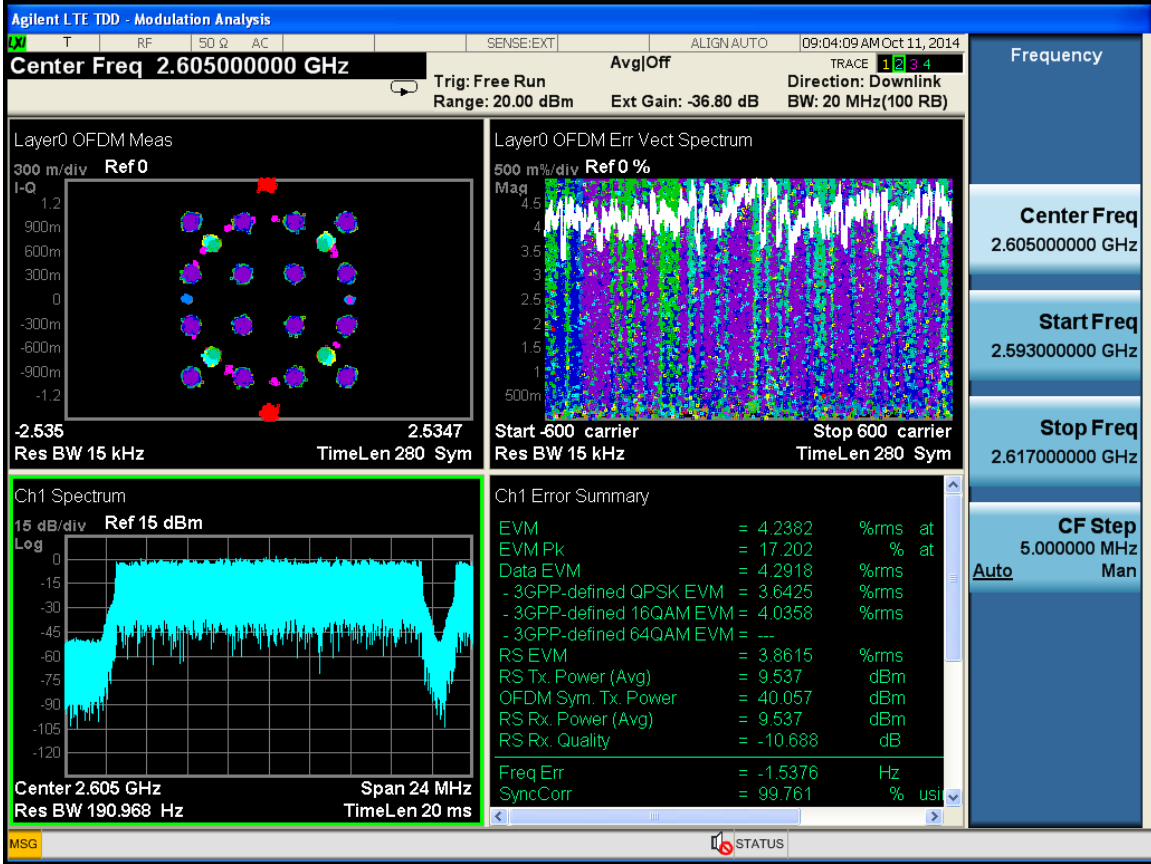 Agilent LTE TDD - Modulation Analysis
LXI T RF 50 Ω AC SENSE:EXT ALIGN AUTO 09:04:09 AM Oct 11, 2014
Center Freq 2.605000000 GHz
Avg|Off
TRACE 1 2 3 4
Trig: Free Run
Direction: Downlink
Range: 20.00 dBm Ext Gain: -36.80 dB BW: 20 MHz(100 RB)
Layer0 OFDM Meas
300 m/div Ref 0
I-Q
1.2
900m
600m
300m
0
-300m
-600m
-900m
-1.2
-2.535 2.5347
Res BW 15 kHz TimeLen 280 Sym
Layer0 OFDM Err Vect Spectrum
500 m%/div Ref 0 %
Mag
4.5
4
3.5
3
2.5
2
1.5
1
500m
Start -600 carrier Stop 600 carrier
Res BW 15 kHz TimeLen 280 Sym
Ch1 Spectrum
15 dB/div Ref 15 dBm
Log
0
-15
-30
-45
-60
-75
-90
-105
-120
Center 2.605 GHz Span 24 MHz
Res BW 190.968 Hz TimeLen 20 ms
Ch1 Error Summary
EVM = 4.2382 %rms at
EVM Pk = 17.202 % at
Data EVM = 4.2918 %rms
- 3GPP-defined QPSK EVM = 3.6425 %rms
- 3GPP-defined 16QAM EVM = 4.0358 %rms
- 3GPP-defined 64QAM EVM = ---
RS EVM = 3.8615 %rms
RS Tx. Power (Avg) = 9.537 dBm
OFDM Sym. Tx. Power = 40.057 dBm
RS Rx. Power (Avg) = 9.537 dBm
RS Rx. Quality = -10.688 dB
Freq Err = -1.5376 Hz
SyncCorr = 99.761 % usi
Frequency
Center Freq
2.605000000 GHz
Start Freq
2.593000000 GHz
Stop Freq
2.617000000 GHz
CF Step
5.000000 MHz
Auto Man
MSG STATUS